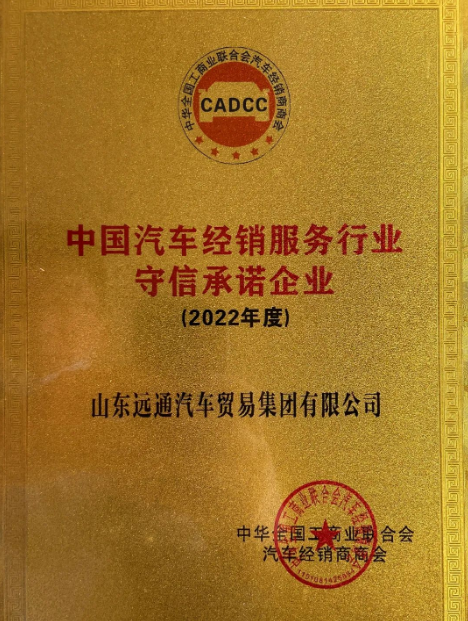 中华全国工商业联合会汽车经销商商会
CADCC
中国汽车经销服务行业
守信承诺企业
(2022年度)
山东远通汽车贸易集团有限公司
中华全国工商业联合会
汽车经销商商会